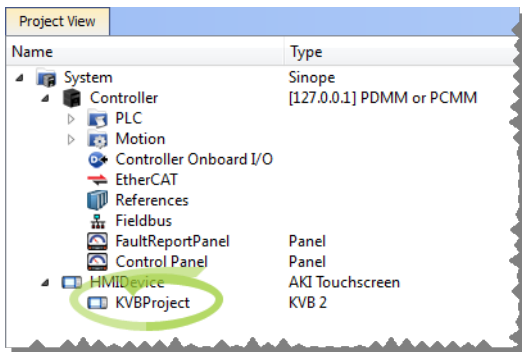 Project View
Name Type
System Sinope
Controller [127.0.0.1] PDMM or PCMM
PLC
Motion
Controller Onboard I/O
EtherCAT
References
Fieldbus
FaultReportPanel Panel
Control Panel Panel
HMIDevice AKI Touchscreen
KVBProject KVB 2